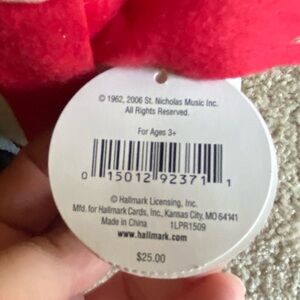 © 1962, 2006 St. Nicholas Music Inc.
All Rights Reserved.
For Ages 3+
0 15012 92371 1
© Hallmark Licensing, Inc.
Mfd. for Hallmark Cards, Inc., Kansas City, MO 64141
Made in China 1LPR1509
www.hallmark.com
$25.00